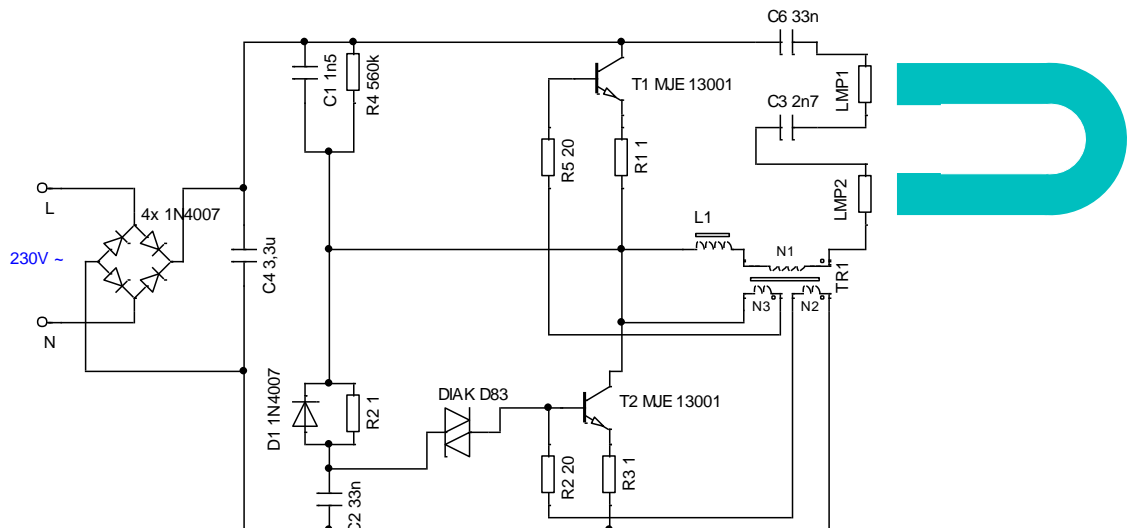 C6 33n
C1 1n5
R4 560k
T1 MJE 13001
LMP1
C3 2n7
R5 20
R1 1
L
4x 1N4007
LMP2
L1
230V ~
C4 3,3u
N1
TR1
N3
N2
N
D1 1N4007
R2 1
DIAK D83
T2 MJE 13001
R2 20
R3 1
C2 33n